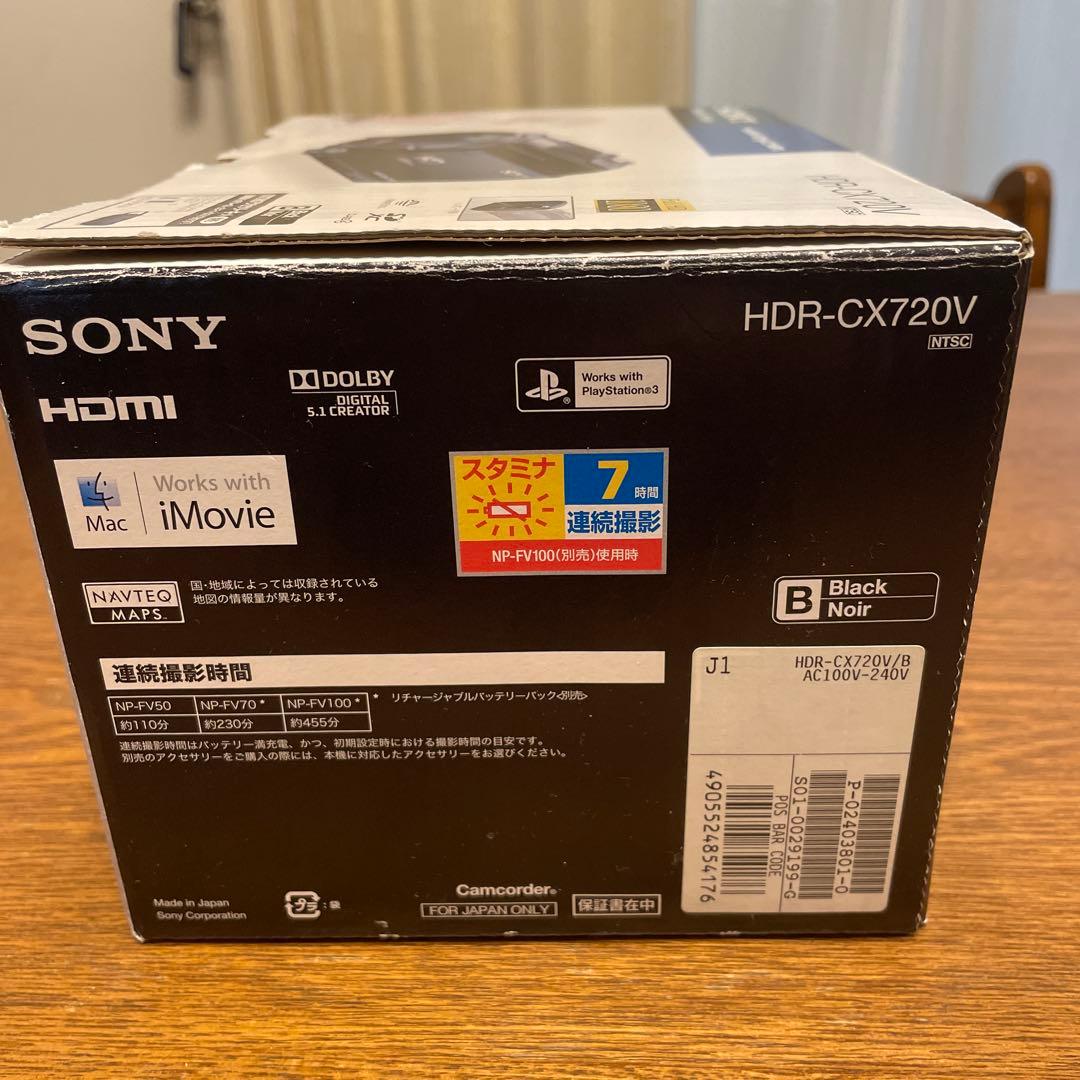 HDR-CX720V
SONY
HDR-CX720V
NTSC
HDMI
DOLBY
DIGITAL
5.1 CREATOR
Works with
PlayStation®3
Mac
Works with
iMovie
スタミナ
7時間
連続撮影
NP-FV100(別売)使用時
NAVTEQ
MAPS
国・地域によっては収録されている
地図の情報量が異なります。
B
Black
Noir
連続撮影時間
NP-FV50 NP-FV70* NP-FV100*
約110分 約230分 約455分
* リチャージャブルバッテリーパック<別売>
連続撮影時間はバッテリー満充電、かつ、初期設定時における撮影時間の目安です。
別売のアクセサリーをご購入の際には、本機に対応したアクセサリーをお選びください。
J1
HDR-CX720V/B
AC100V-240V
P-02403801-0
S01-0029199-G
POS BAR CODE
4905524854176
Made in Japan
Sony Corporation
プラ:袋
Camcorder®
FOR JAPAN ONLY
保証書在中